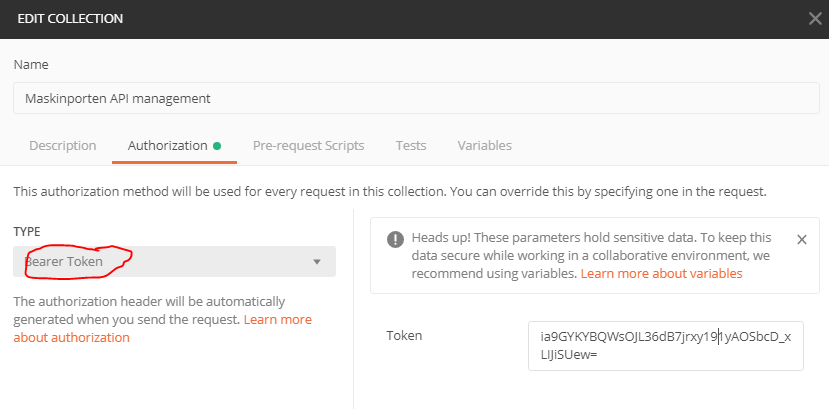 EDIT COLLECTION
Name
Maskinporten API management
Description Authorization Pre-request Scripts Tests Variables
This authorization method will be used for every request in this collection. You can override this by specifying one in the request.
TYPE
Bearer Token
The authorization header will be automatically
generated when you send the request. Learn more
about authorization
Heads up! These parameters hold sensitive data. To keep this
data secure while working in a collaborative environment, we
recommend using variables. Learn more about variables
Token
ia9GYKYBQWsOJL36dB7jrxy191yAOSbcD_x
LIJiSUew=